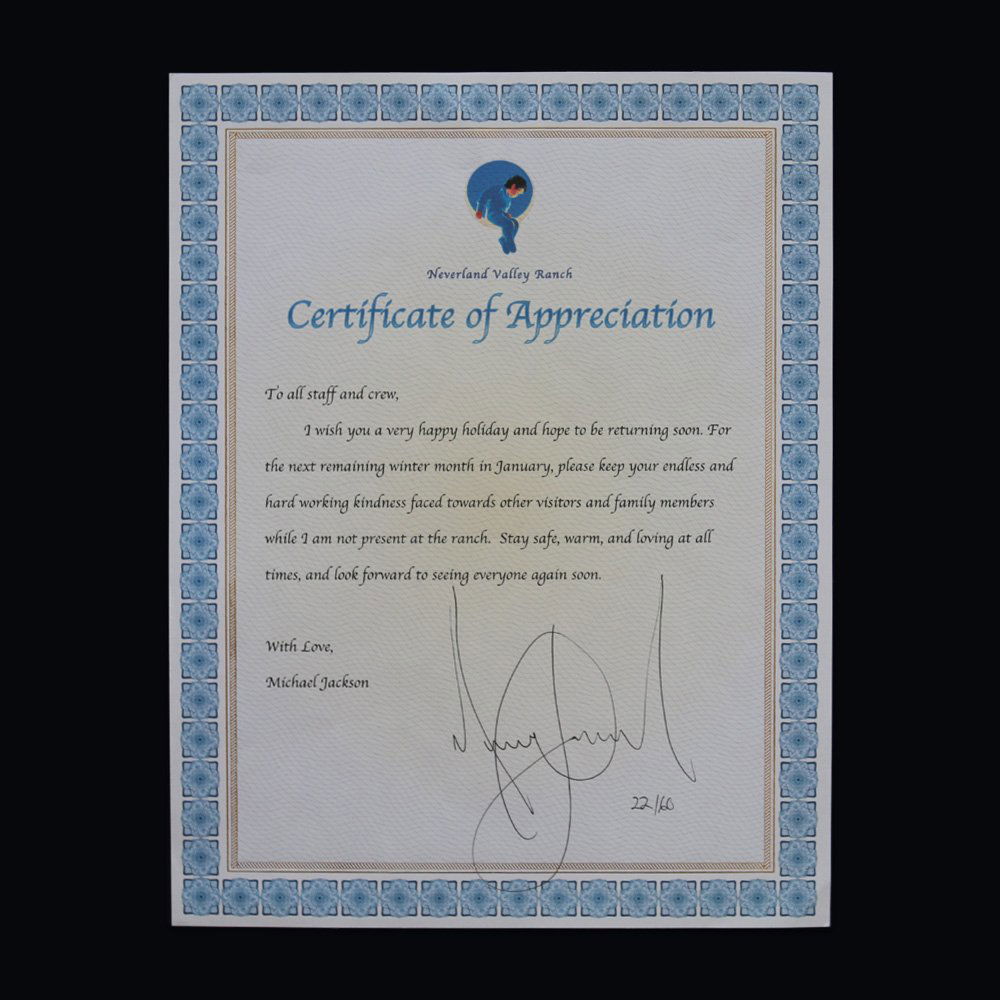 Neverland Valley Ranch
Certificate of Appreciation
To all staff and crew,
I wish you a very happy holiday and hope to be returning soon. For
the next remaining winter month in January, please keep your endless and
hard working kindness faced towards other visitors and family members
while I am not present at the ranch. Stay safe, warm, and loving at all
times, and look forward to seeing everyone again soon.
With Love,
Michael Jackson
22/60